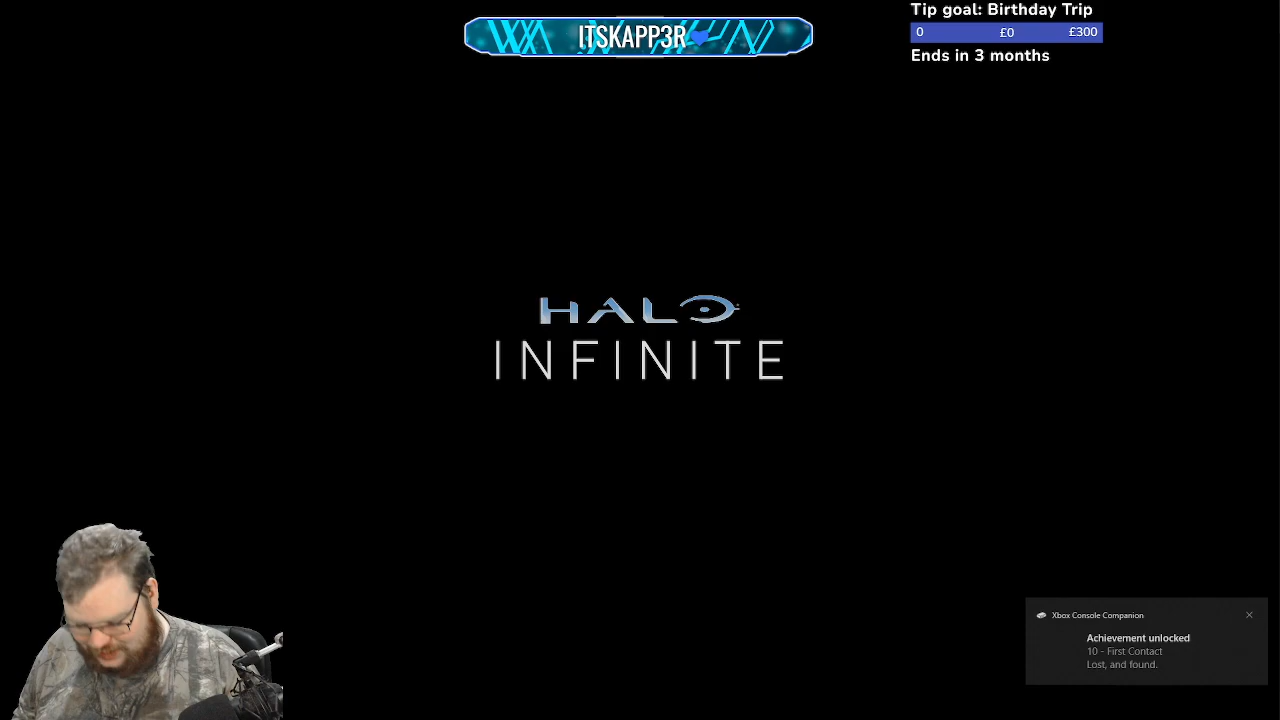 ITSKAPP3R
Tip goal: Birthday Trip
0 £0 £300
Ends in 3 months
HALO
INFINITE
Xbox Console Companion
Achievement unlocked
10 - First Contact
Lost, and found.